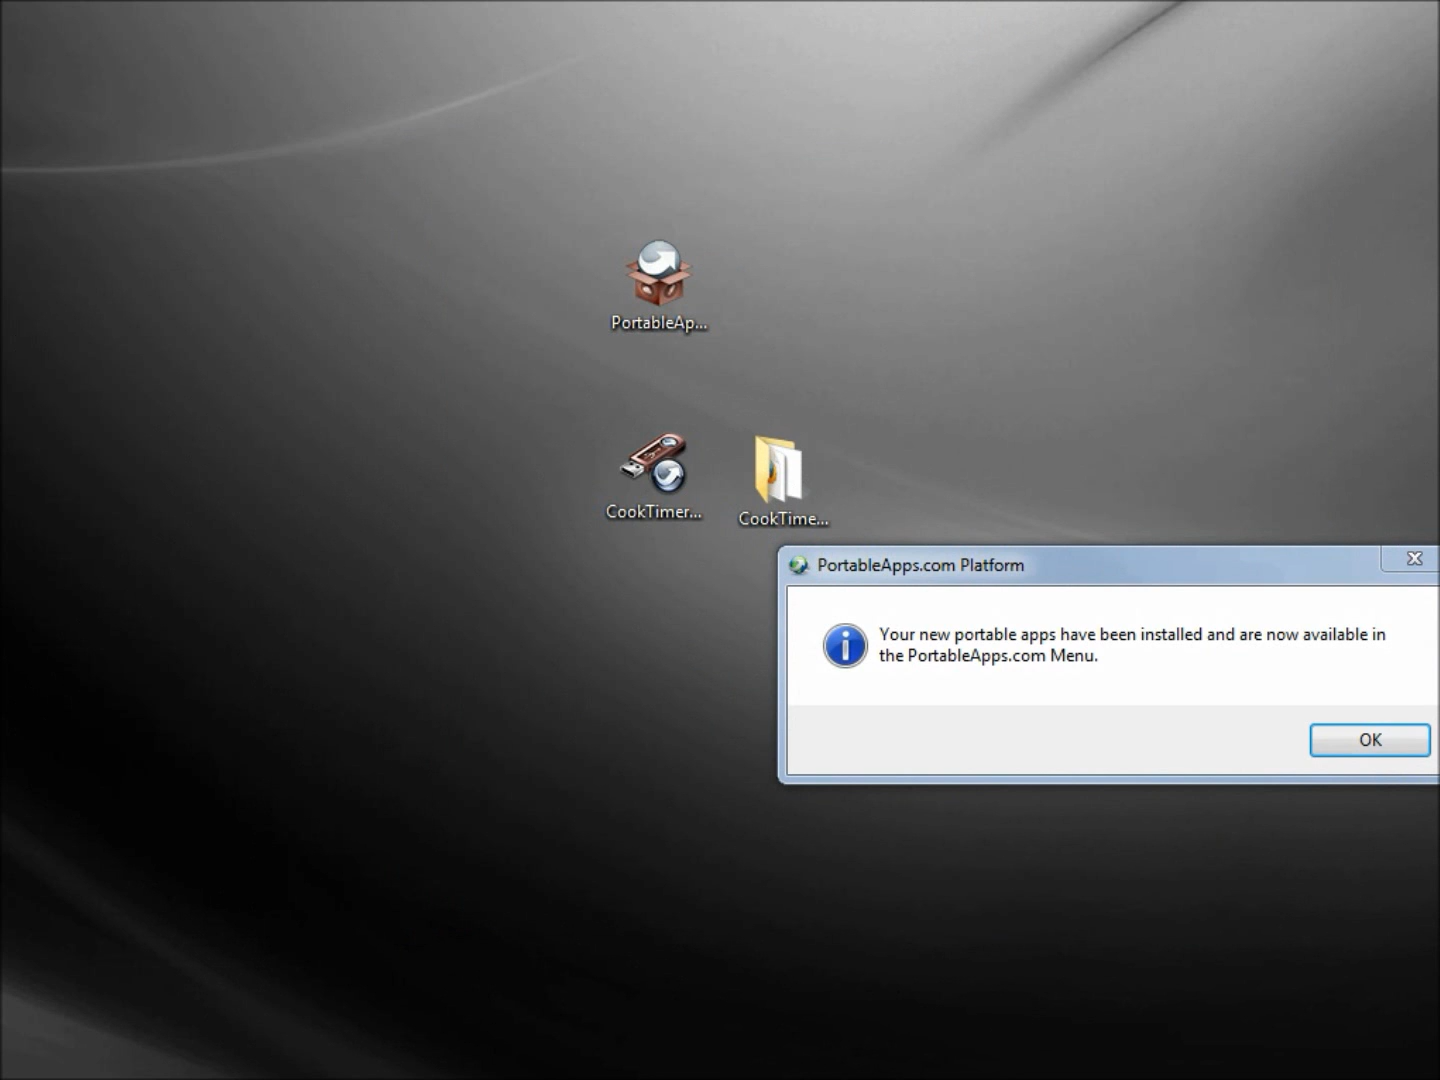 PortableAp...
CookTimer...
CookTime...
PortableApps.com Platform
Your new portable apps have been installed and are now available in
the PortableApps.com Menu.
OK